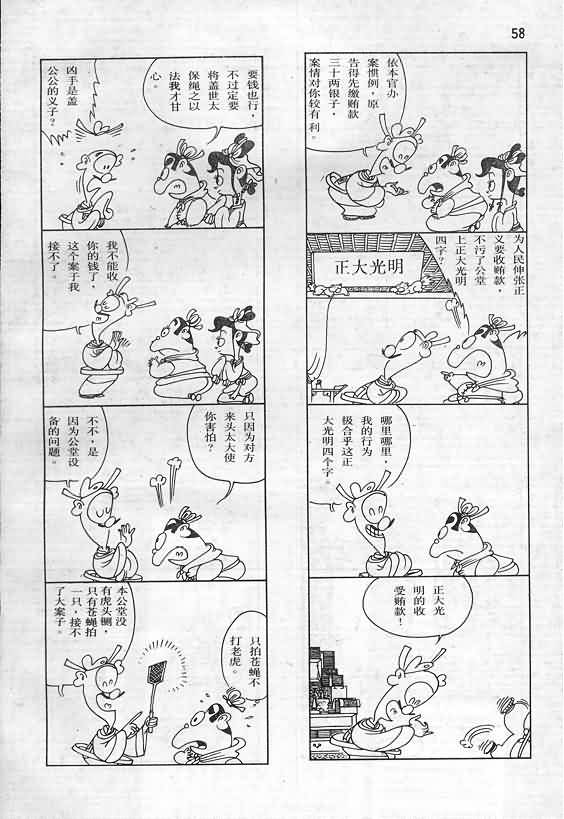 58
依本官办
案惯例，原
告得先缴贿款
三十两银子，
案情对你较有
利。
为人民伸张正
义要收贿款，
不污了公堂
上正大光明
四字？
正大光明
哪里哪里，
我的行为
极合乎这正
大光明四个字。
正大光
明的收
受贿款！
要钱也行，
不过定要
将盖世太
保绳之以
法我才甘
心。
凶手是盖
公公的义子？
我不能收
你的钱了，
这个案子我
接不了。
只因为对方
来头太大使
你害怕？
不不，是
因为公堂设
备的问题。
本公堂没
有虎头铡，
只有苍蝇拍
一只，接不
了大案子。
只拍苍蝇不
打老虎。